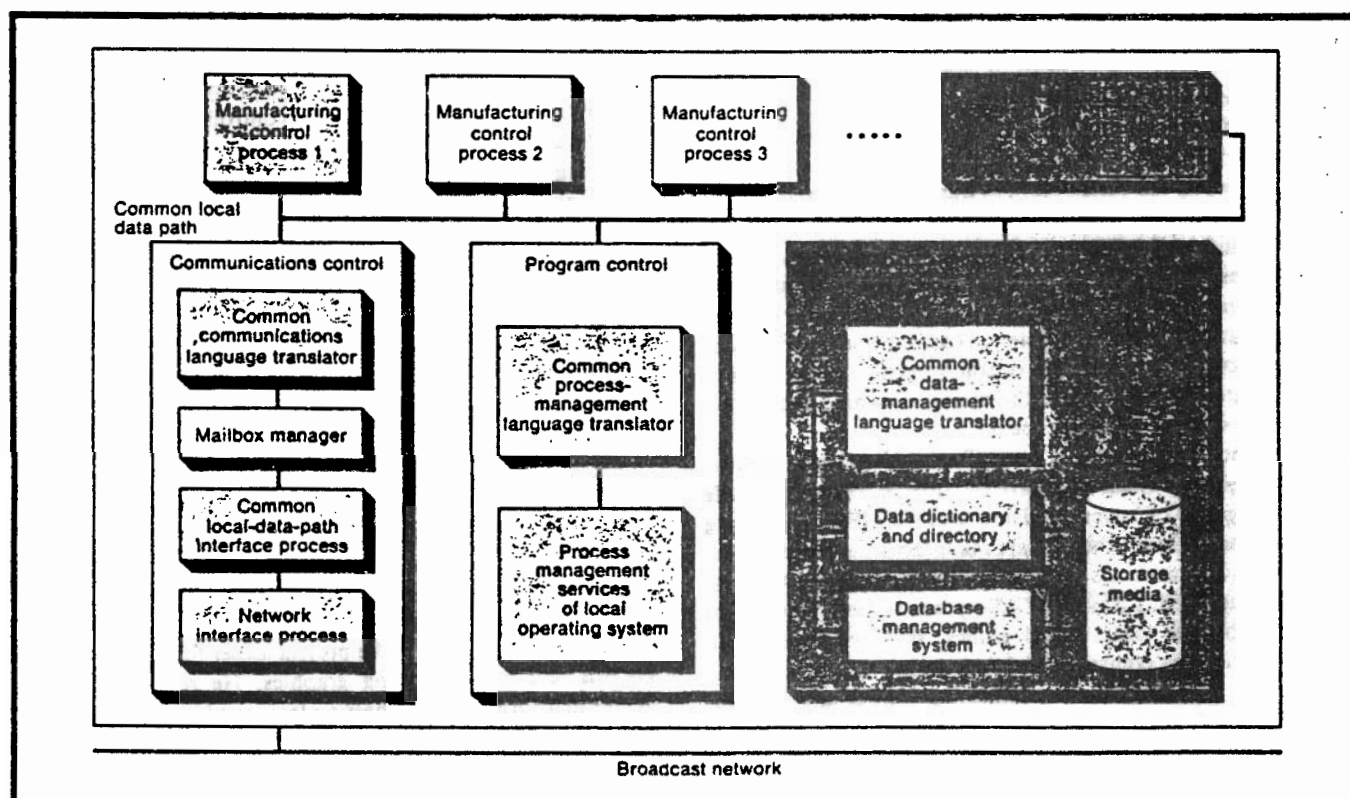 Manufacturing
control
process 1
Manufacturing
control
process 2
Manufacturing
control
process 3
.....
Common local
data path
Communications control
Common
communications
language translator
Mailbox manager
Common
local-data-path
interface process
Network
interface process
Program control
Common
process-
management
language translator
Process
management
services
of local
operating system
Common
data-
management
language translator
Data dictionary
and directory
Data-base
management
system
Storage
media
Broadcast network